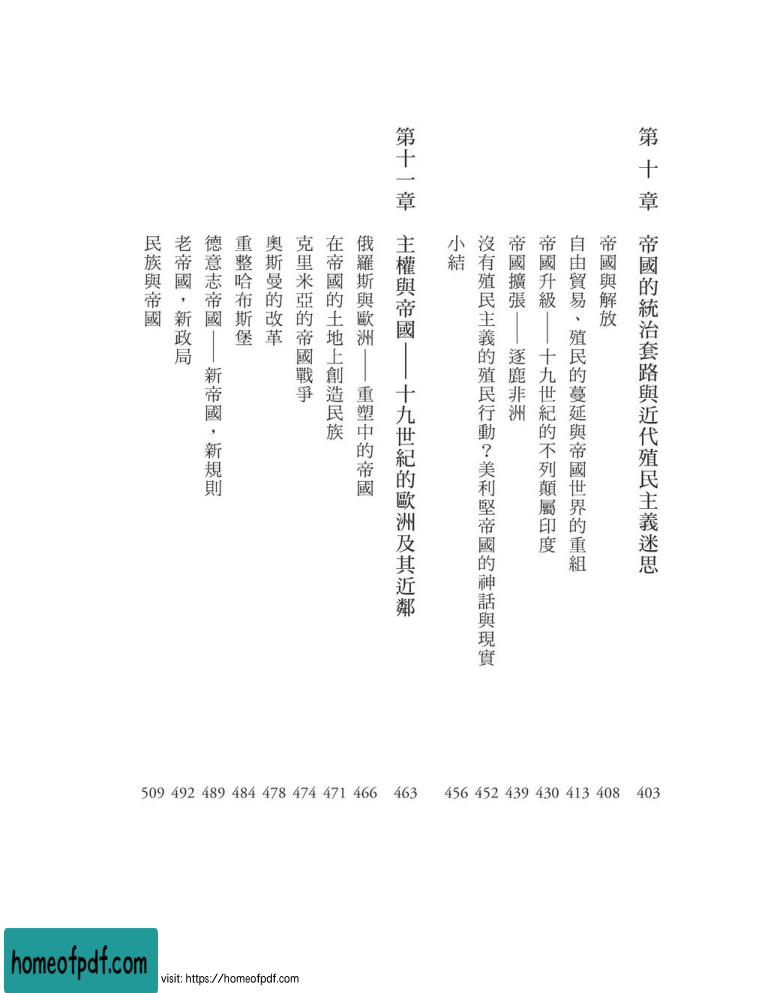 第十章 帝國的統治套路與近代殖民主義迷思 403
帝國與解放 408
自由貿易、殖民的蔓延與帝國世界的重組 413
帝國升級——十九世紀的不列顛屬印度 430
帝國擴張——逐鹿非洲 439
沒有殖民主義的殖民行動？美利堅帝國的神話與現實 452
小結 456
第十一章 主權與帝國——十九世紀的歐洲及其近鄰 463
俄羅斯與歐洲——重塑中的帝國 466
在帝國的土地上創造民族 471
克里米亞的帝國戰爭 474
奧斯曼的改革 478
重整哈布斯堡 484
德意志帝國——新帝國，新規則 489
老帝國，新政局 492
民族與帝國 509
homeofpdf.com
visit: https://homeofpdf.com